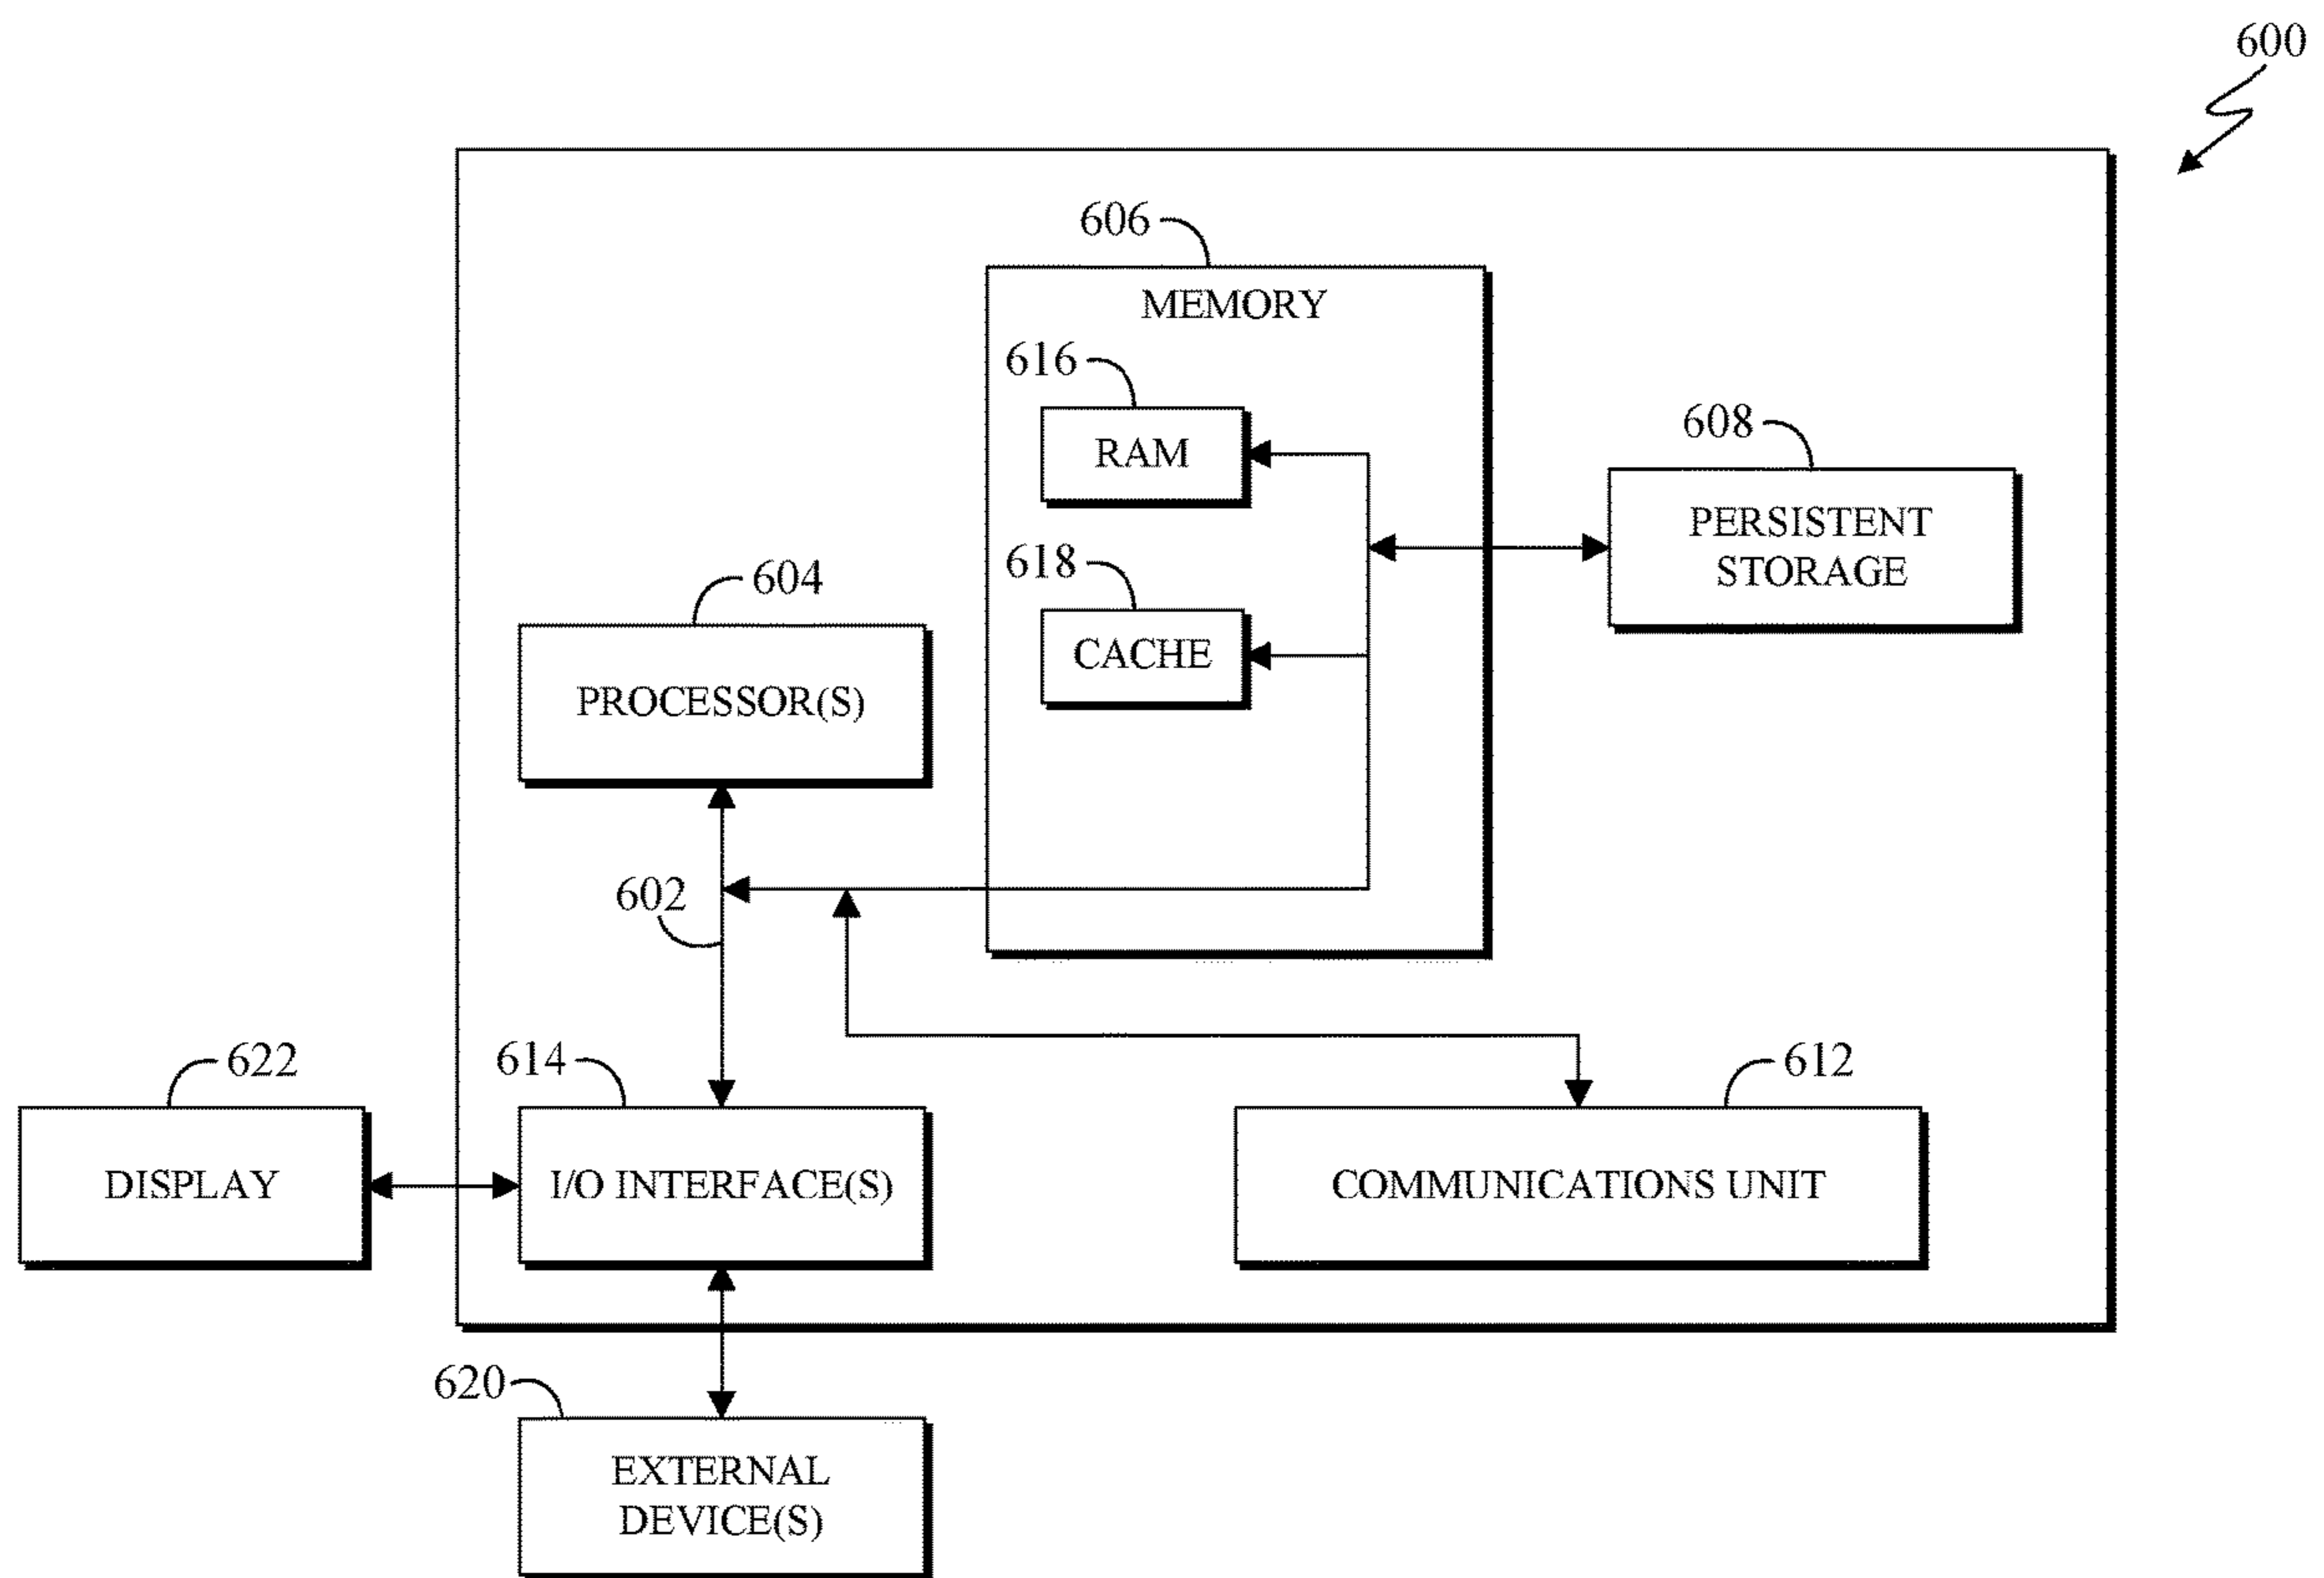 600
606
MEMORY
616
RAM
608
PERSISTENT
STORAGE
618
CACHE
604
PROCESSOR(S)
602
622
DISPLAY
614
I/O INTERFACE(S)
612
COMMUNICATIONS UNIT
620
EXTERNAL
DEVICE(S)